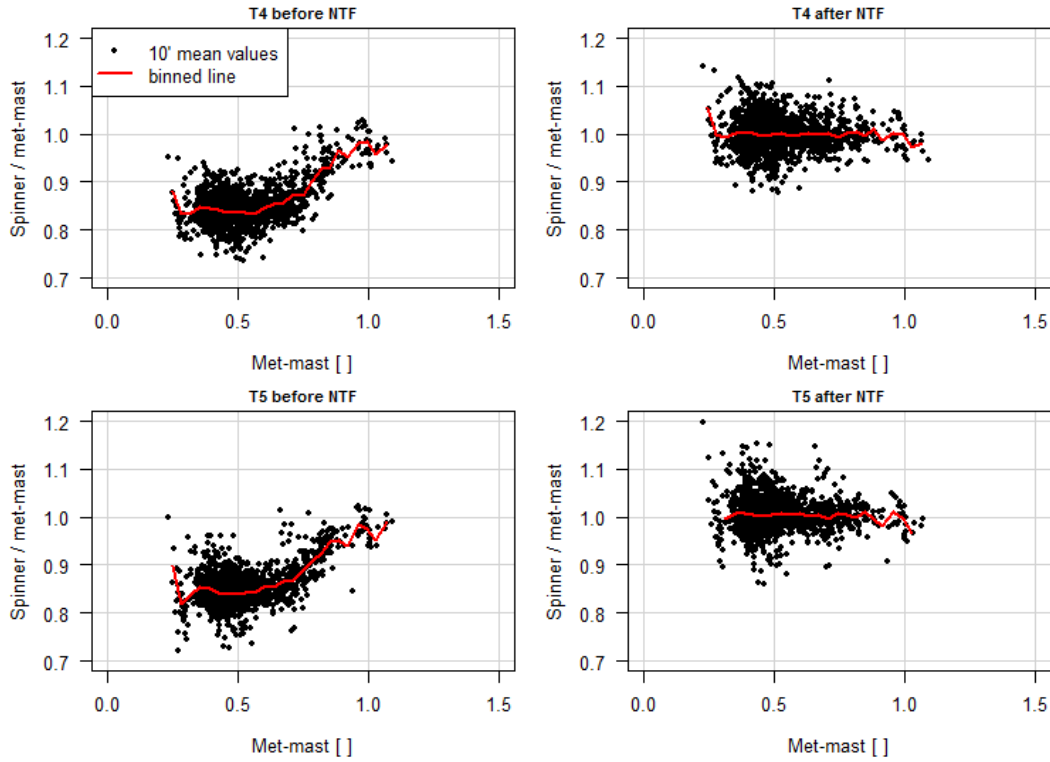 T4 before NTF
1.2
1.1
1.0
0.9
0.8
0.7
Spinner / met-mast
10' mean values
binned line
0.0 0.5 1.0 1.5
Met-mast [ ]
T4 after NTF
1.2
1.1
1.0
0.9
0.8
0.7
Spinner / met-mast
0.0 0.5 1.0 1.5
Met-mast [ ]
T5 before NTF
1.2
1.1
1.0
0.9
0.8
0.7
Spinner / met-mast
0.0 0.5 1.0 1.5
Met-mast [ ]
T5 after NTF
1.2
1.1
1.0
0.9
0.8
0.7
Spinner / met-mast
0.0 0.5 1.0 1.5
Met-mast [ ]